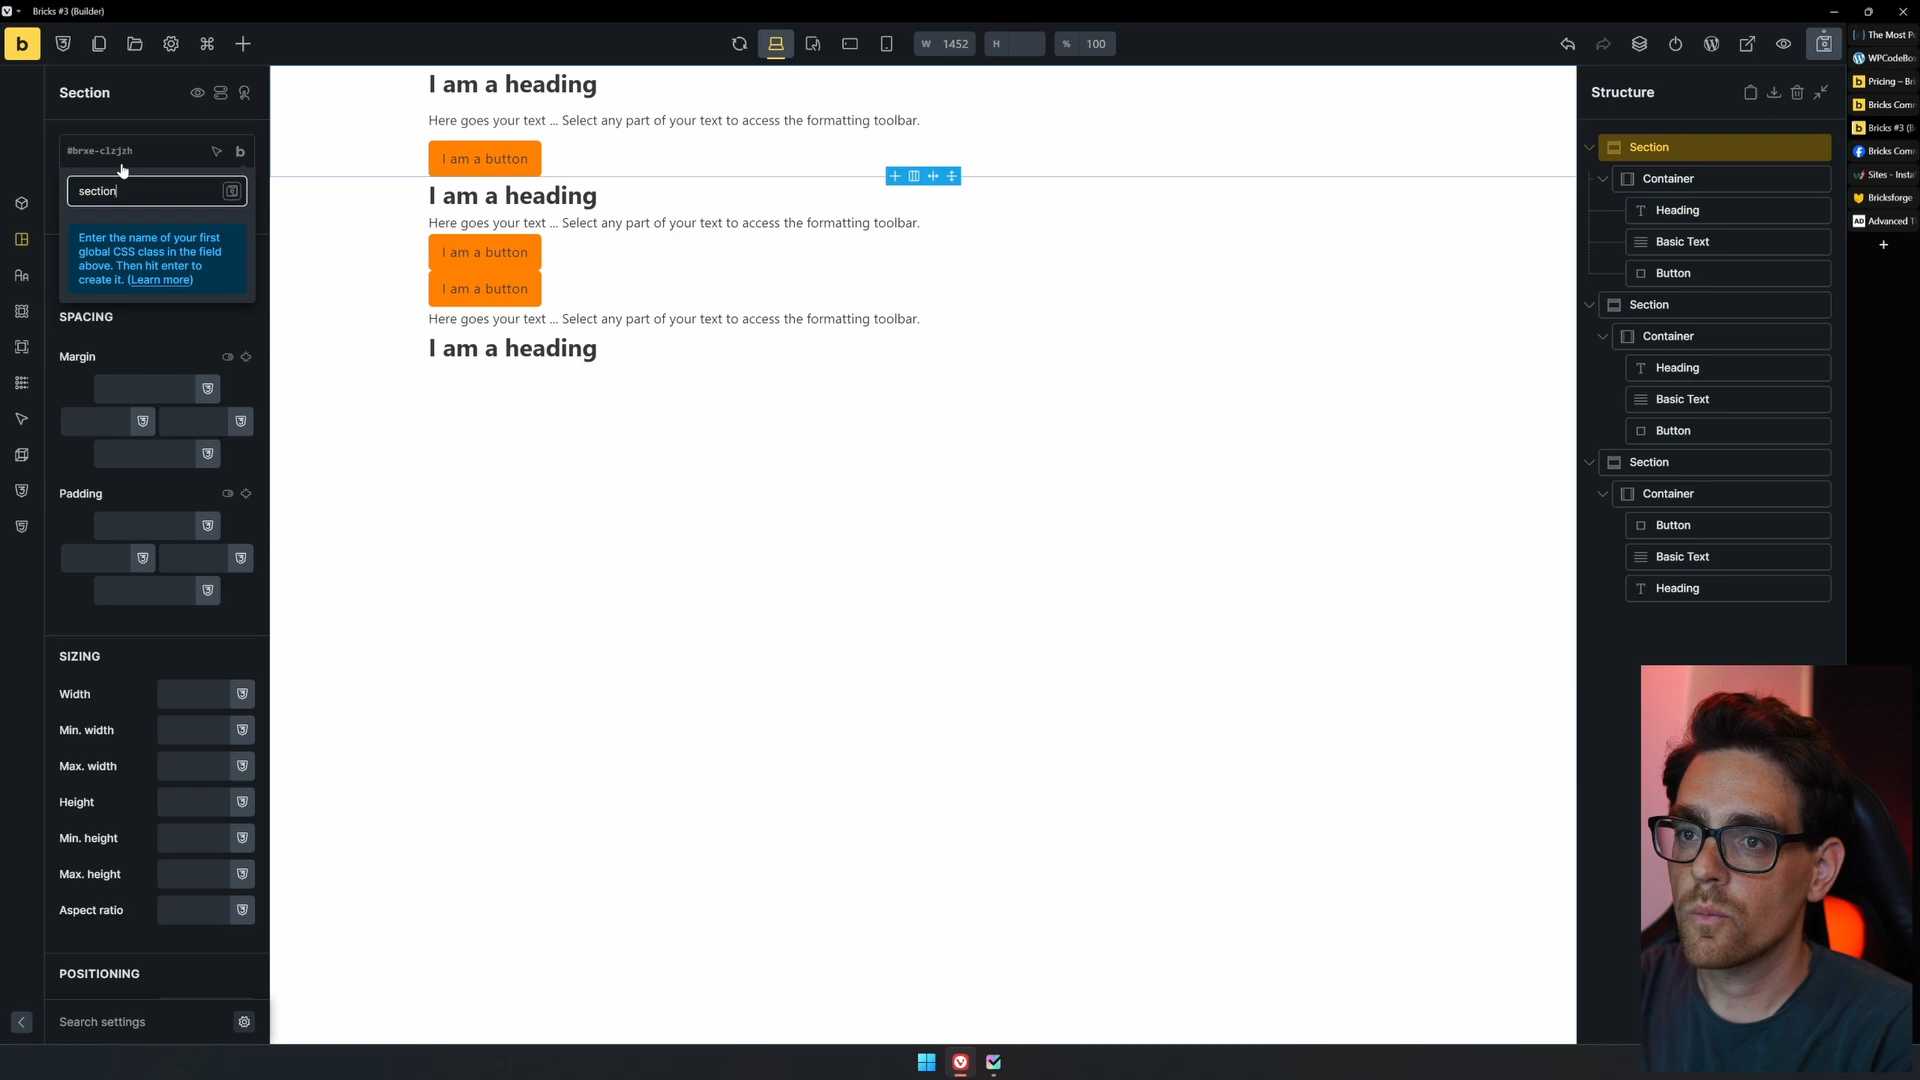 Bricks #3 (Builder)
b
W 1452
H
% 100
The Most P
WPCodeBo
Pricing – Bri
Bricks Com
Bricks #3 (B
Bricks Com
Sites - Insta
Bricksforge
Advanced T
Section
#brxe-clzjzh
b
section
Enter the name of your first
global CSS class in the field
above. Then hit enter to
create it. (Learn more)
SPACING
Margin
Padding
SIZING
Width
Min. width
Max. width
Height
Min. height
Max. height
Aspect ratio
POSITIONING
Search settings
I am a heading
Here goes your text ... Select any part of your text to access the formatting toolbar.
I am a button
I am a heading
Here goes your text ... Select any part of your text to access the formatting toolbar.
I am a button
I am a button
Here goes your text ... Select any part of your text to access the formatting toolbar.
I am a heading
Structure
Section
Container
Heading
Basic Text
Button
Section
Container
Heading
Basic Text
Button
Section
Container
Button
Basic Text
Heading